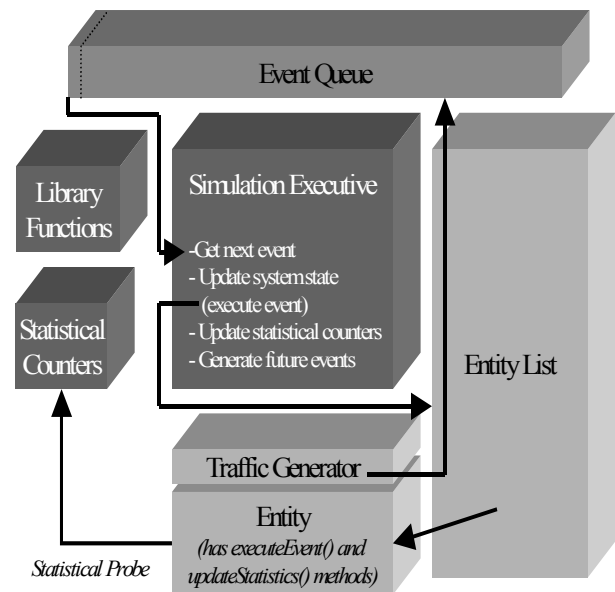 Event Queue
Library
Functions
Simulation Executive
-Get next event
- Update system state
(execute event)
- Update statistical counters
- Generate future events
Statistical
Counters
Entity List
Traffic Generator
Entity
(has executeEvent() and
updateStatistics() methods)
Statistical Probe